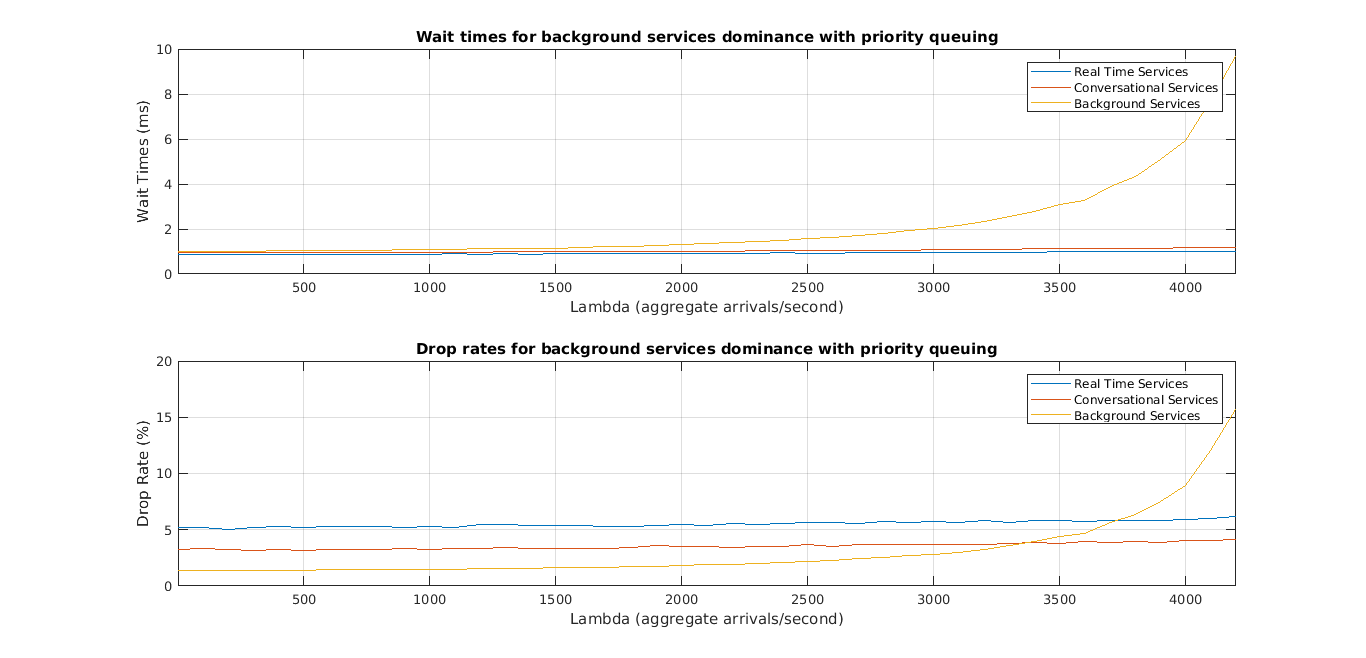 Wait times for background services dominance with priority queuing
10
8
6
4
2
0
Wait Times (ms)
Real Time Services
Conversational Services
Background Services
500 1000 1500 2000 2500 3000 3500 4000
Lambda (aggregate arrivals/second)
Drop rates for background services dominance with priority queuing
20
15
10
5
0
Drop Rate (%)
Real Time Services
Conversational Services
Background Services
500 1000 1500 2000 2500 3000 3500 4000
Lambda (aggregate arrivals/second)